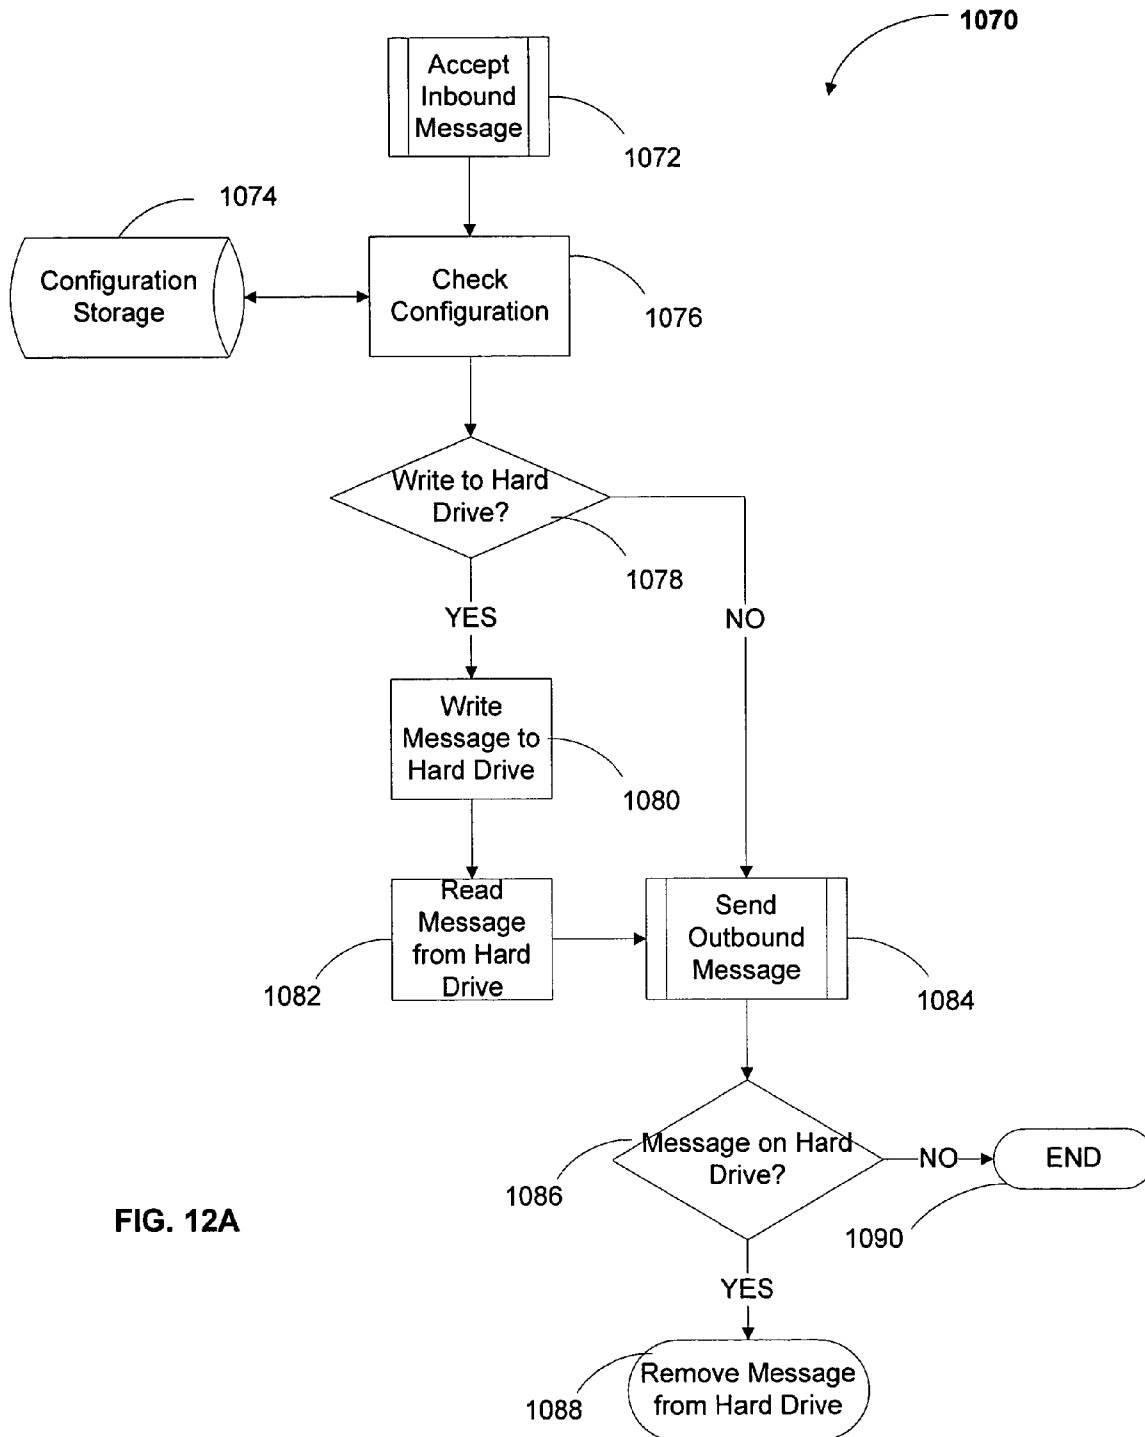 1070
Accept
Inbound
Message
1072
1074
Configuration
Storage
Check
Configuration
1076
Write to Hard
Drive?
1078
YES
NO
Write
Message to
Hard Drive
1080
Read
Message
from Hard
Drive
1082
Send
Outbound
Message
1084
Message on Hard
Drive?
1086
NO
END
1090
FIG. 12A
YES
Remove Message
from Hard Drive
1088